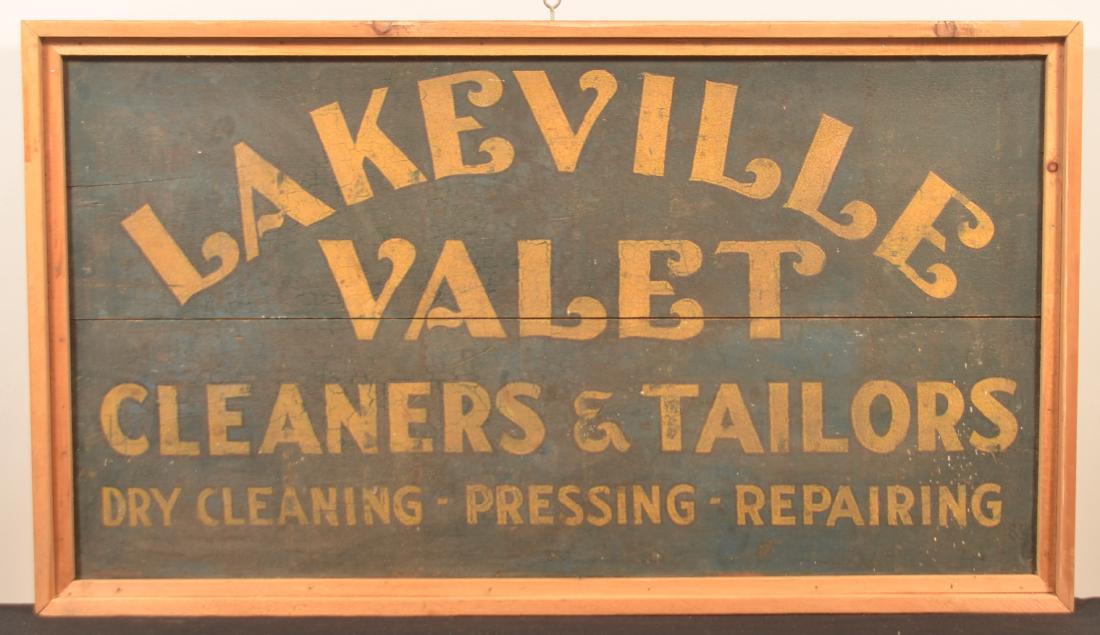 LAKEVILLE
VALET
CLEANERS & TAILORS
DRY CLEANING - PRESSING - REPAIRING